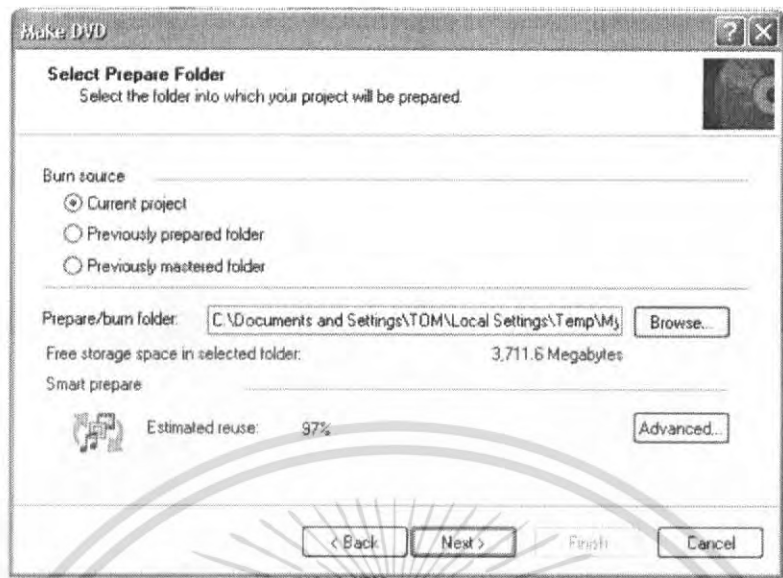 Make DVD
Select Prepare Folder
Select the folder into which your project will be prepared.
Burn source
Current project
Previously prepared folder
Previously mastered folder
Prepare/burn folder: C:\Documents and Settings\TOM\Local Settings\Temp\My Browse...
Free storage space in selected folder: 3,711.6 Megabytes
Smart prepare
Estimated reuse: 97% Advanced...
< Back Next > Finish Cancel